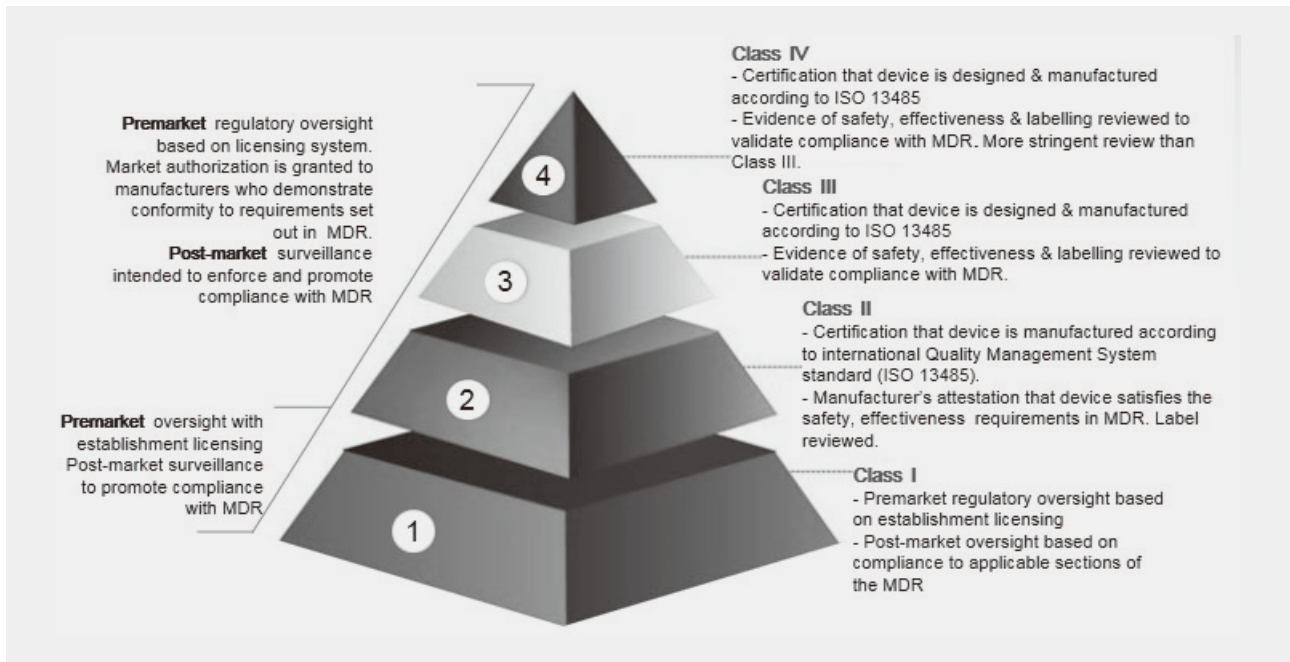 Premarket regulatory oversight
based on licensing system.
Market authorization is granted to
manufacturers who demonstrate
conformity to requirements set
out in MDR.
Post-market surveillance
intended to enforce and promote
compliance with MDR
Premarket oversight with
establishment licensing
Post-market surveillance
to promote compliance
with MDR
4
3
2
1
Class IV
- Certification that device is designed & manufactured
according to ISO 13485
- Evidence of safety, effectiveness & labelling reviewed to
validate compliance with MDR. More stringent review than
Class III.
Class III
- Certification that device is designed & manufactured
according to ISO 13485
- Evidence of safety, effectiveness & labelling reviewed to
validate compliance with MDR.
Class II
- Certification that device is manufactured according
to international Quality Management System
standard (ISO 13485).
- Manufacturer's attestation that device satisfies the
safety, effectiveness requirements in MDR. Label
reviewed.
Class I
- Premarket regulatory oversight based
on establishment licensing
- Post-market oversight based on
compliance to applicable sections of
the MDR